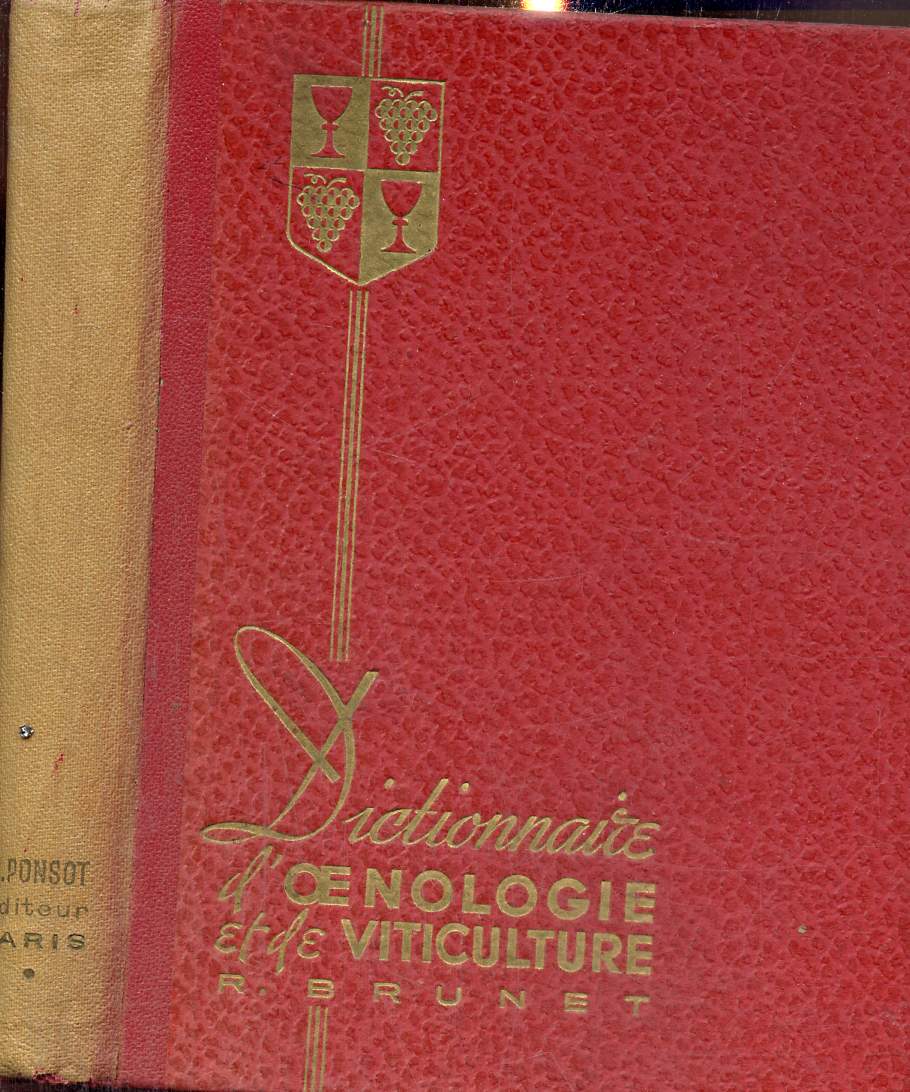 Dictionnaire
d'ŒNOLOGIE
et de VITICULTURE
R. BRUNET
.PONSOT
diteur
ARIS